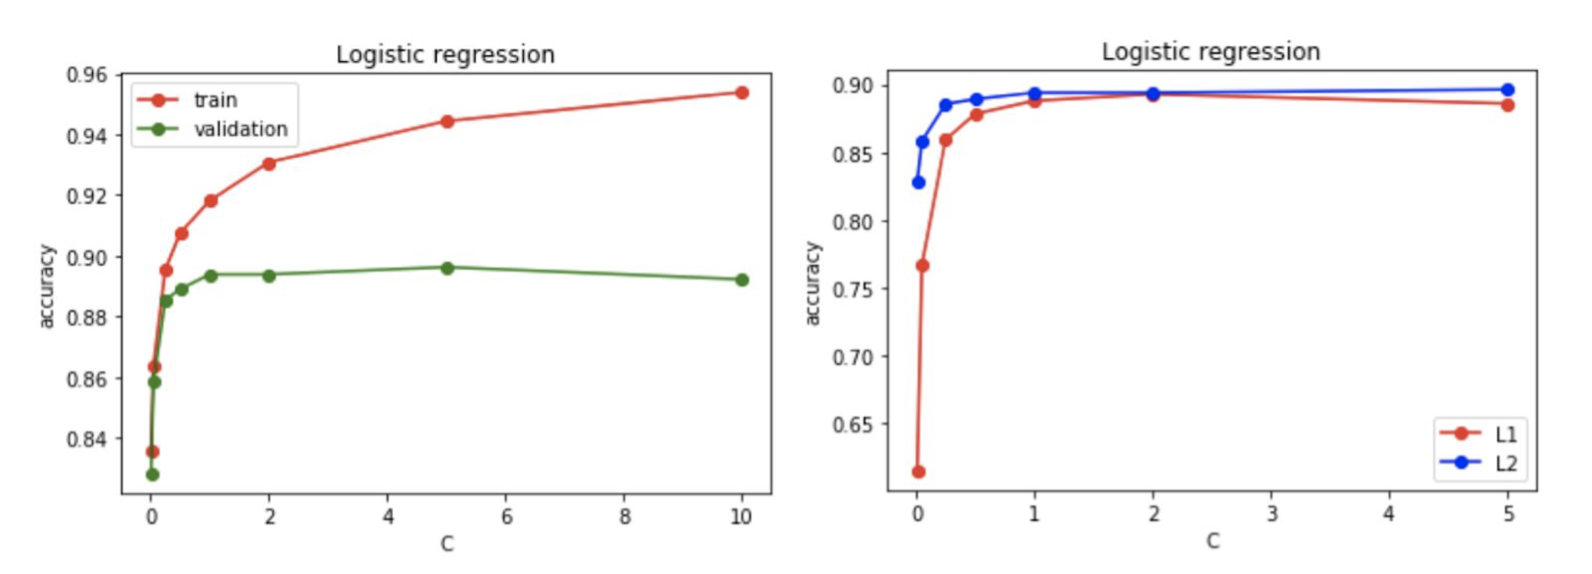 Logistic regression
0.96
0.94
0.92
0.90
0.88
0.86
0.84
accuracy
train
validation
0 2 4 6 8 10
C
Logistic regression
0.90
0.85
0.80
0.75
0.70
0.65
accuracy
L1
L2
0 1 2 3 4 5
C